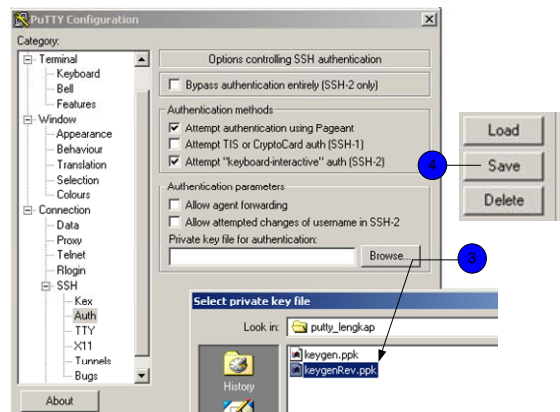 PuTTY Configuration
Category:
Terminal
Keyboard
Bell
Features
Window
Appearance
Behaviour
Translation
Selection
Colours
Connection
Data
Proxy
Telnet
Rlogin
SSH
Kex
Auth
TTY
X11
Tunnels
Bugs
About
Options controlling SSH authentication
Bypass authentication entirely (SSH-2 only)
Authentication methods
Attempt authentication using Pageant
Attempt TIS or CryptoCard auth (SSH-1)
Attempt "keyboard-interactive" auth (SSH-2)
Authentication parameters
Allow agent forwarding
Allow attempted changes of username in SSH-2
Private key file for authentication:
Browse...
3
Select private key file
Look in: putty_lengkap
History
keygen.ppk
keygenRev.ppk
Load
4
Save
Delete